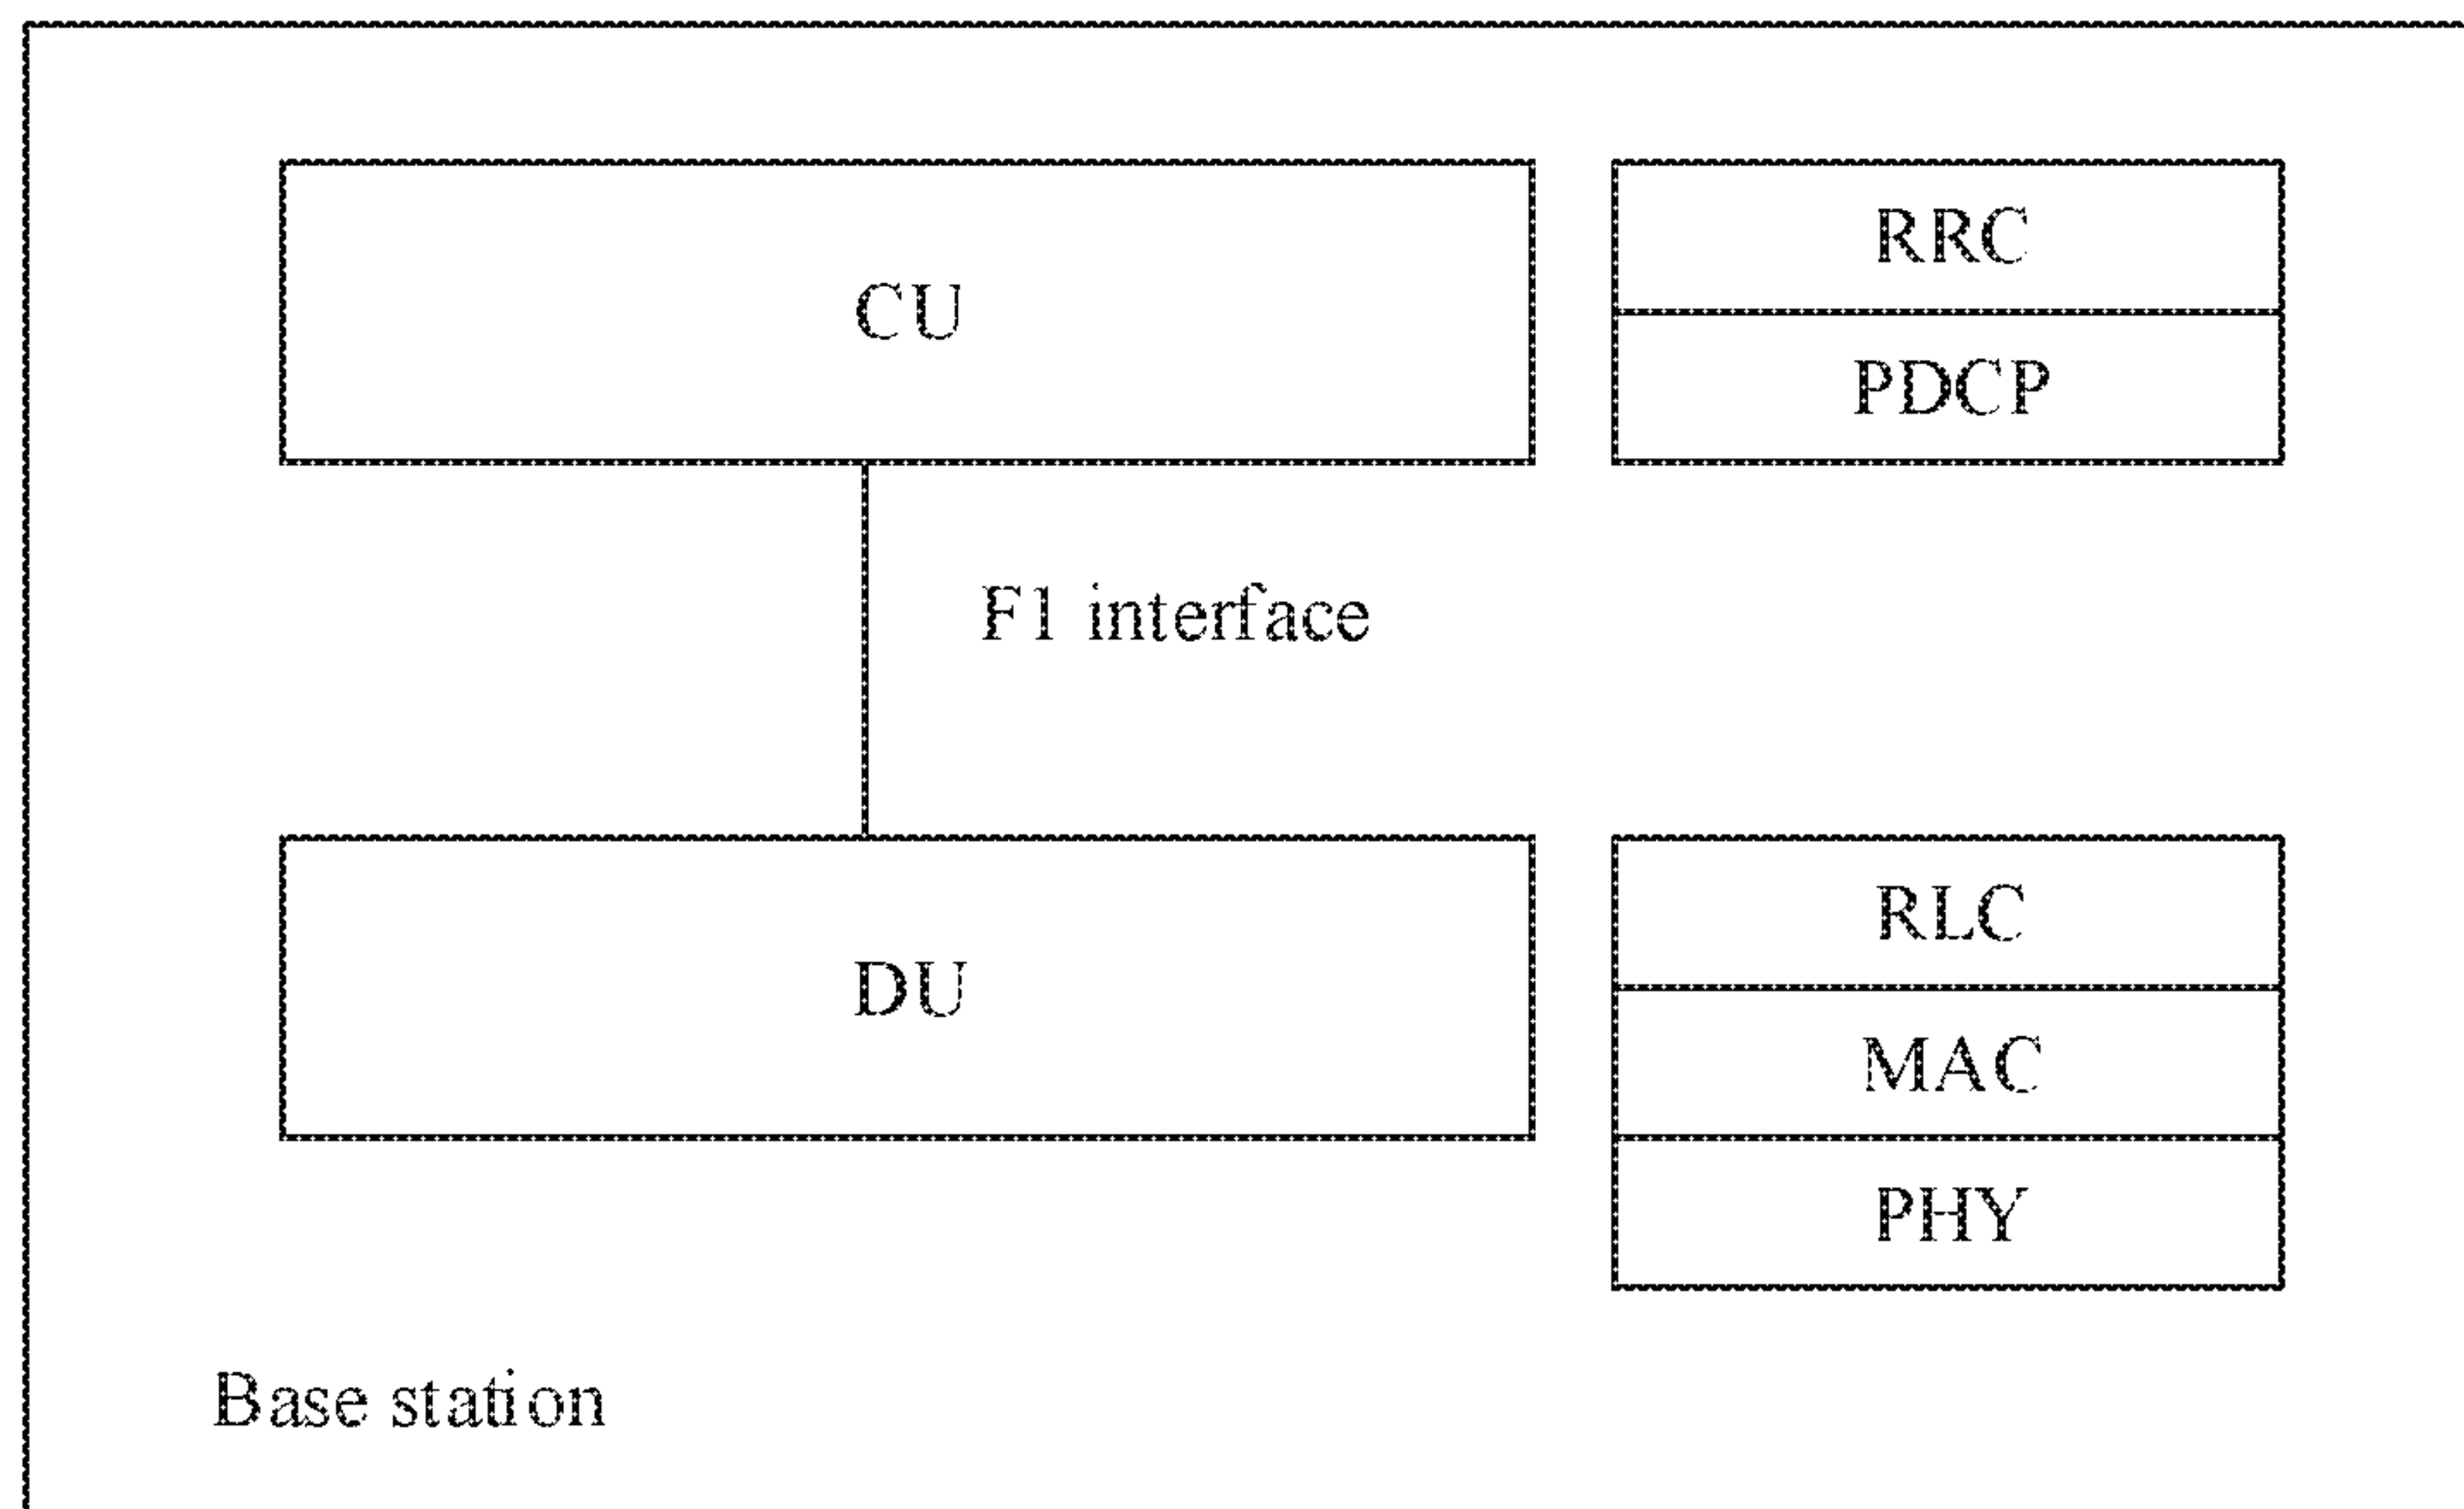 CU
RRC
PDCP
F1 interface
DU
RLC
MAC
PHY
Base station